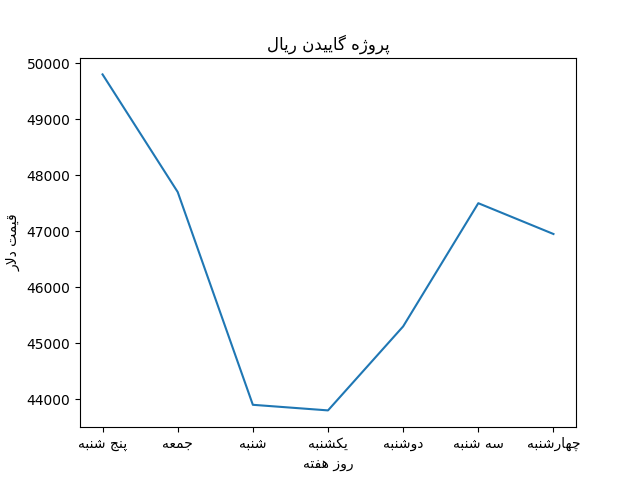 پروژه گاییدن ریال
50000
49000
48000
47000
46000
45000
44000
قیمت دلار
پنج شنبه
جمعه
شنبه
یکشنبه
دوشنبه
سه شنبه
چهارشنبه
روز هفته